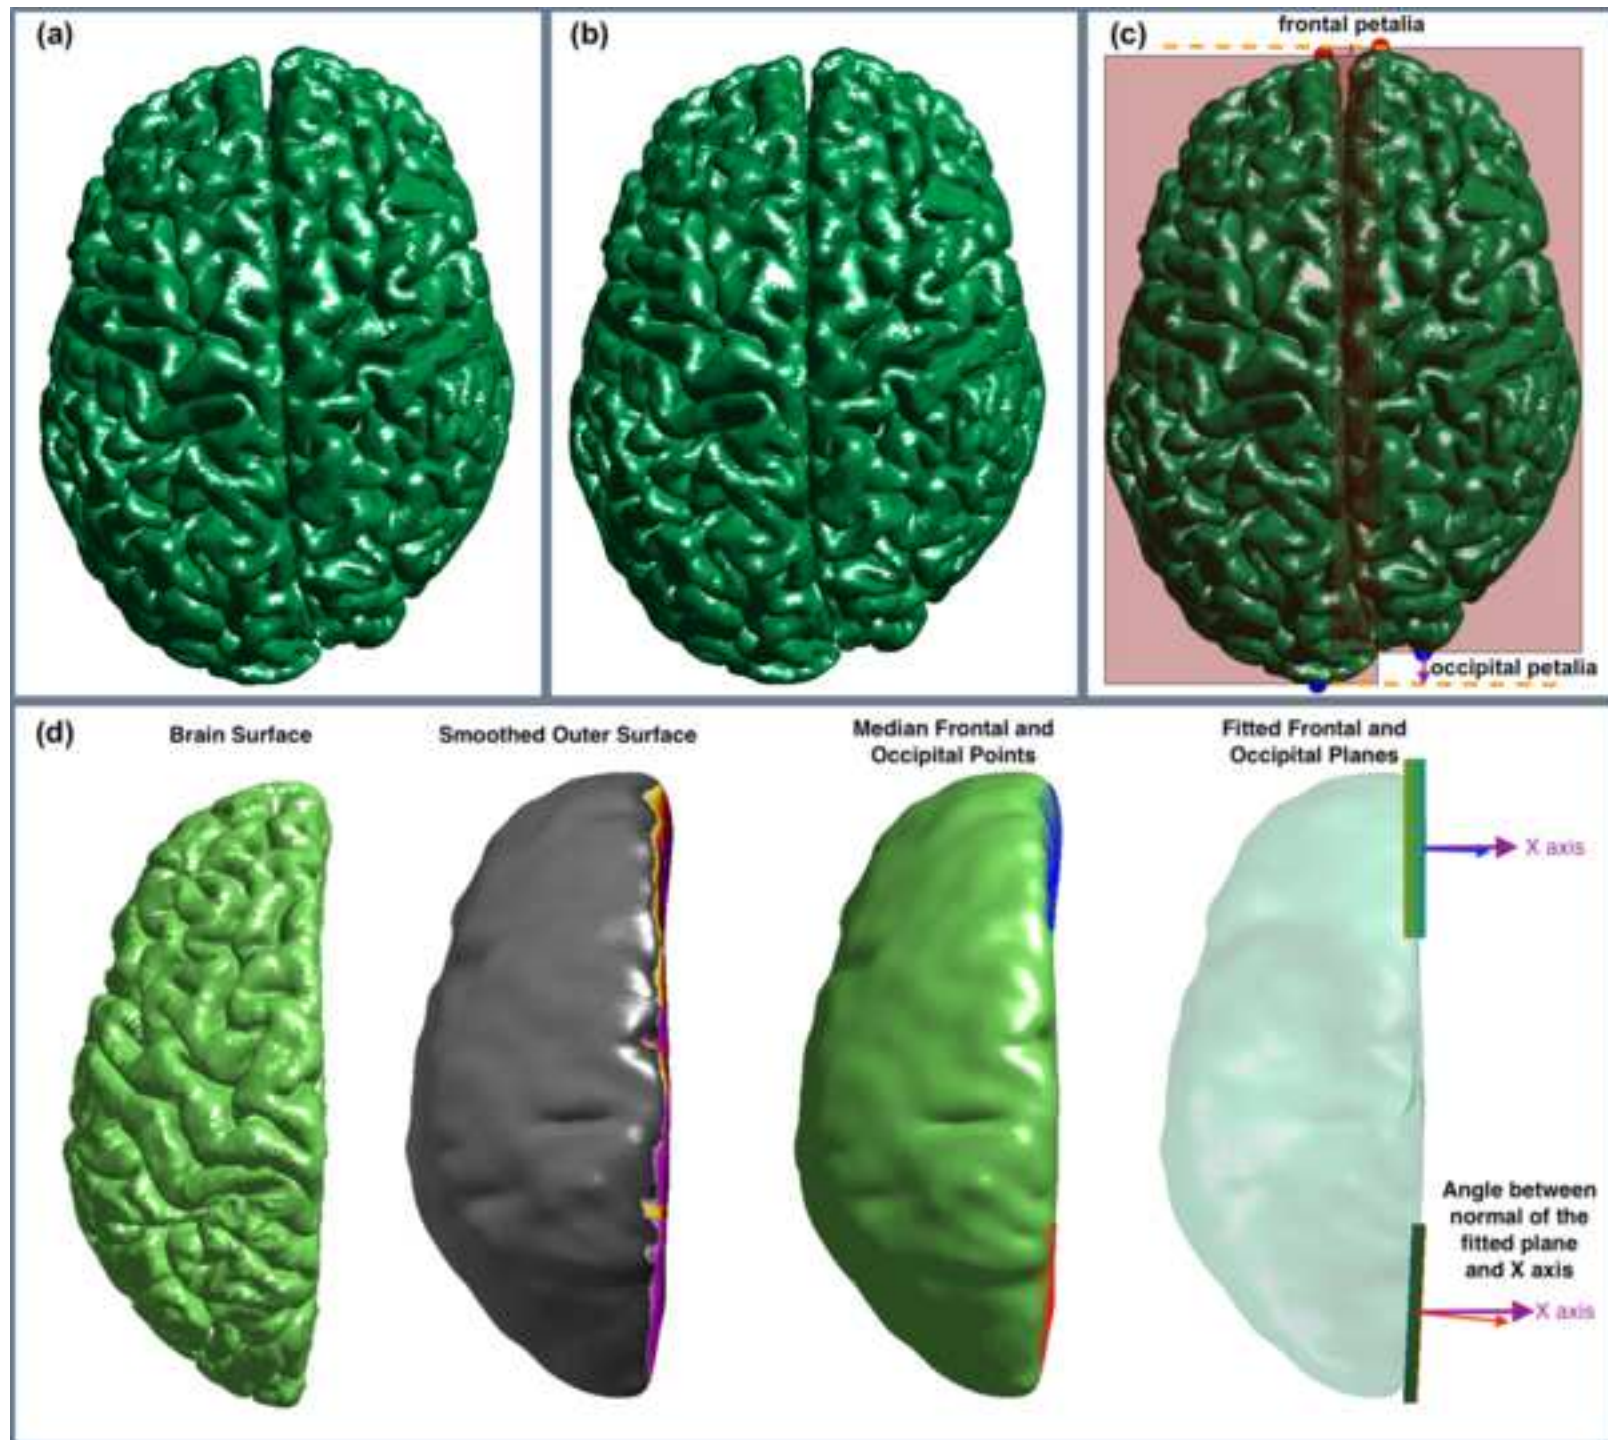 (a)
(b)
(c)
frontal petalia
occipital petalia
(d)
Brain Surface
Smoothed Outer Surface
Median Frontal and
Occipital Points
Fitted Frontal and
Occipital Planes
X axis
Angle between
normal of the
fitted plane
and X axis
X axis